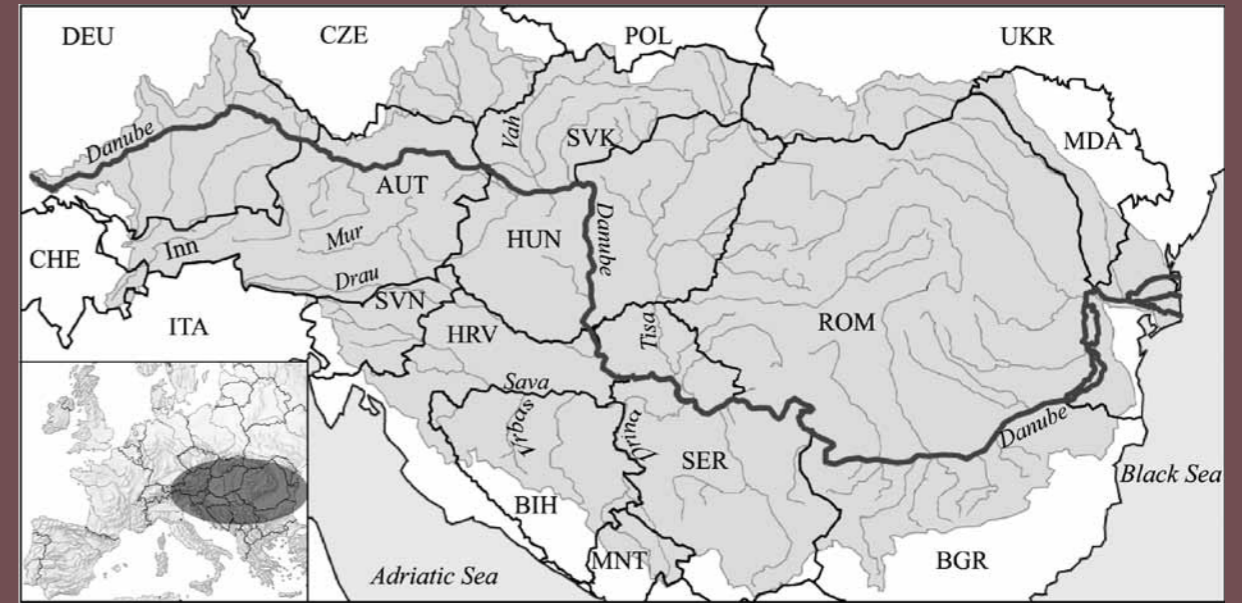 DEU
CZE
POL
UKR
Danube
Vah
SVK
MDA
AUT
Inn
Mur
HUN
Danube
CHE
Drau
SVN
ITA
HRV
Tisa
ROM
Sava
Vrbas
Drina
SER
Danube
Black Sea
BIH
MNT
BGR
Adriatic Sea